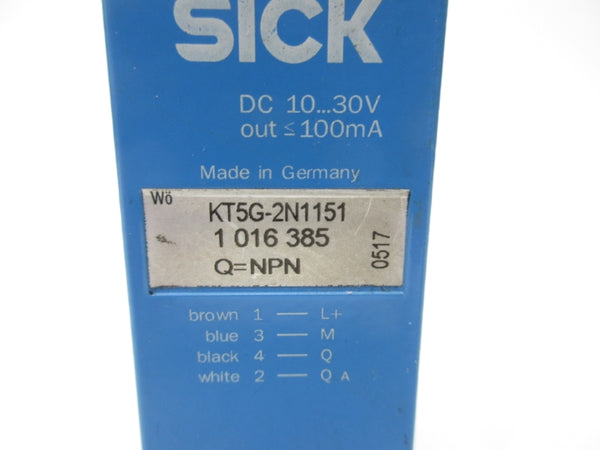 SICK
DC 10...30V
out ≤ 100mA
Made in Germany
Wö
KT5G-2N1151
1 016 385
Q=NPN
0517
brown 1 — L+
blue 3 — M
black 4 — Q
white 2 — Q A